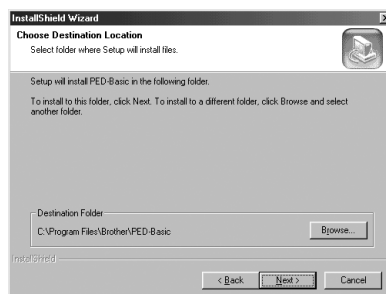 InstallShield Wizard
Choose Destination Location
Select folder where Setup will install files.
Setup will install PED-Basic in the following folder.
To install to this folder, click Next. To install to a different folder, click Browse and select
another folder.
Destination Folder
C:\Program Files\Brother\PED-Basic
Browse...
InstallShield
< Back
Next >
Cancel